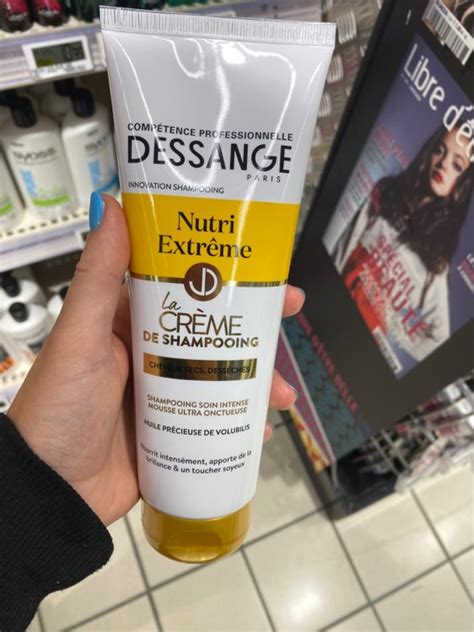 COMPÉTENCE PROFESSIONNELLE
DESSANGE
PARIS
INNOVATION SHAMPOOING
Nutri
Extrême
La
CRÈME
DE SHAMPOOING
CHEVEUX SECS, DESSÉCHÉS
SHAMPOOING SOIN INTENSE
MOUSSE ULTRA ONCTUEUSE
HUILE PRÉCIEUSE DE VOLUBILIS
Nourrit intensément, apporte de la
brillance & un toucher soyeux
syoss
Libre
SPÉCIAL
BEAUTÉ